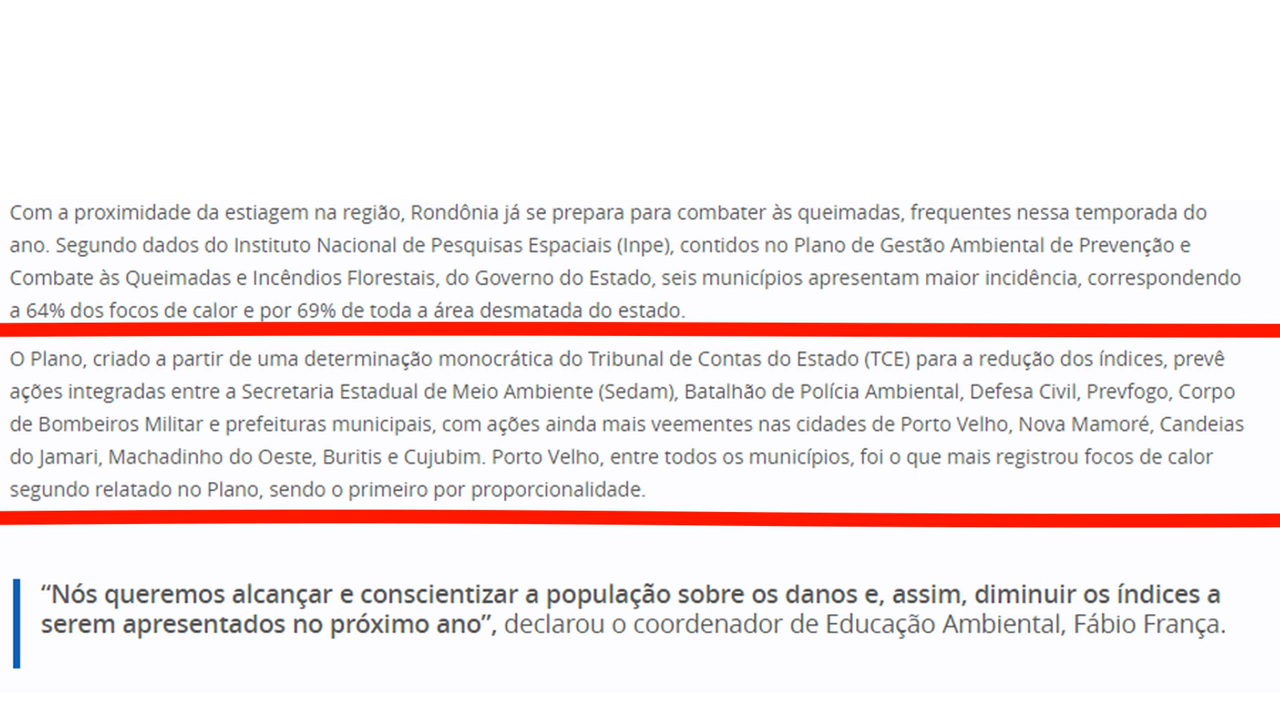 Com a proximidade da estiagem na região, Rondônia já se prepara para combater às queimadas, frequentes nessa temporada do
ano. Segundo dados do Instituto Nacional de Pesquisas Espaciais (Inpe), contidos no Plano de Gestão Ambiental de Prevenção e
Combate às Queimadas e Incêndios Florestais, do Governo do Estado, seis municípios apresentam maior incidência, correspondendo
a 64% dos focos de calor e por 69% de toda a área desmatada do estado.
O Plano, criado a partir de uma determinação monocrática do Tribunal de Contas do Estado (TCE) para a redução dos índices, prevê
ações integradas entre a Secretaria Estadual de Meio Ambiente (Sedam), Batalhão de Polícia Ambiental, Defesa Civil, Prevfogo, Corpo
de Bombeiros Militar e prefeituras municipais, com ações ainda mais veementes nas cidades de Porto Velho, Nova Mamoré, Candeias
do Jamari, Machadinho do Oeste, Buritis e Cujubim. Porto Velho, entre todos os municípios, foi o que mais registrou focos de calor
segundo relatado no Plano, sendo o primeiro por proporcionalidade.
“Nós queremos alcançar e conscientizar a população sobre os danos e, assim, diminuir os índices a
serem apresentados no próximo ano”, declarou o coordenador de Educação Ambiental, Fábio França.